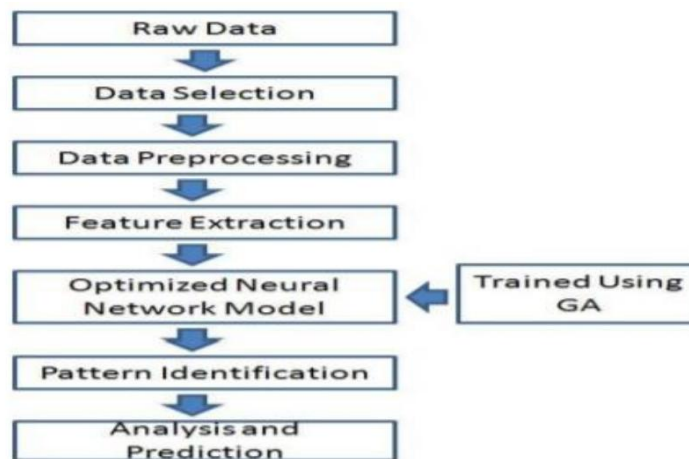 Raw Data
Data Selection
Data Preprocessing
Feature Extraction
Optimized Neural
Network Model
Trained Using
GA
Pattern Identification
Analysis and
Prediction